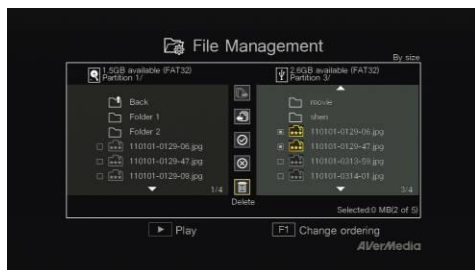 File Management
By size
1.5GB available (FAT32)
Partition 1/
Back
Folder 1
Folder 2
110101-0129-06.jpg
110101-0129-47.jpg
110101-0129-09.jpg
1/4
Delete
2.6GB available (FAT32)
Partition 3/
movie
shen
110101-0129-06.jpg
110101-0129-47.jpg
110101-0313-59.jpg
110101-0314-01.jpg
3/4
Selected:0 MB(2 of 5)
Play
F1 Change ordering
AVerMedia